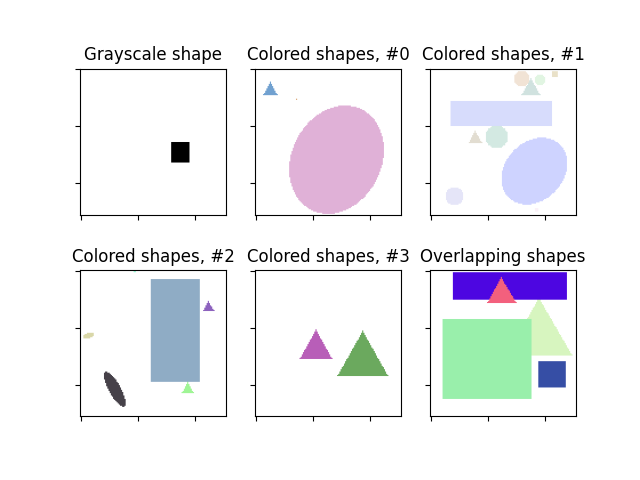 Grayscale shape
Colored shapes, #0
Colored shapes, #1
Colored shapes, #2
Colored shapes, #3
Overlapping shapes